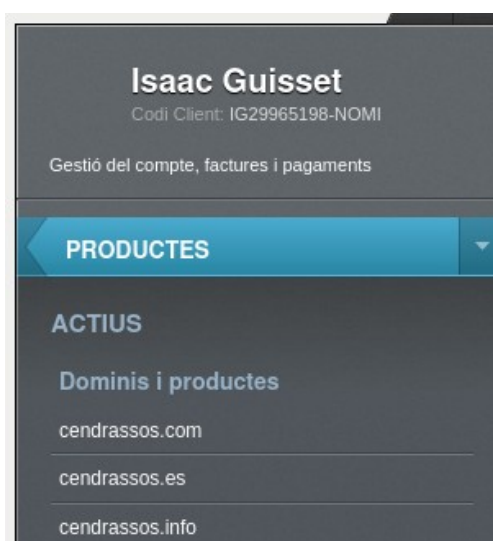 Isaac Guisset
Codi Client: IG29965198-NOMI
Gestió del compte, factures i pagaments
PRODUCTES
ACTIUS
Dominis i productes
cendrassos.com
cendrassos.es
cendrassos.info